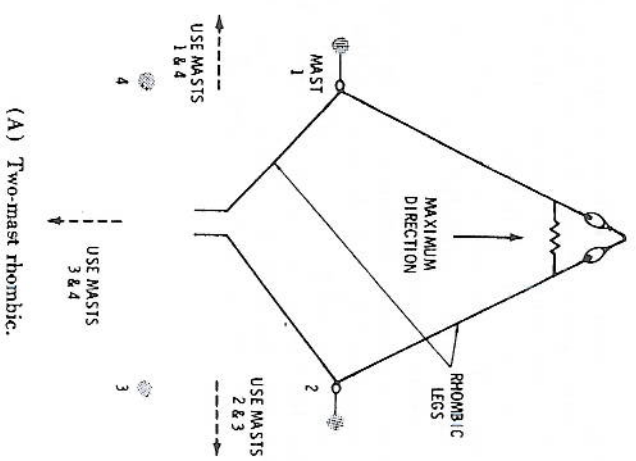 MAXIMUM
DIRECTION
RHOMBIC
LEGS
MAST
1
2
USE MASTS
1 & 4
USE MASTS
2 & 3
4
3
USE MASTS
3 & 4
(A) Two-mast rhombic.